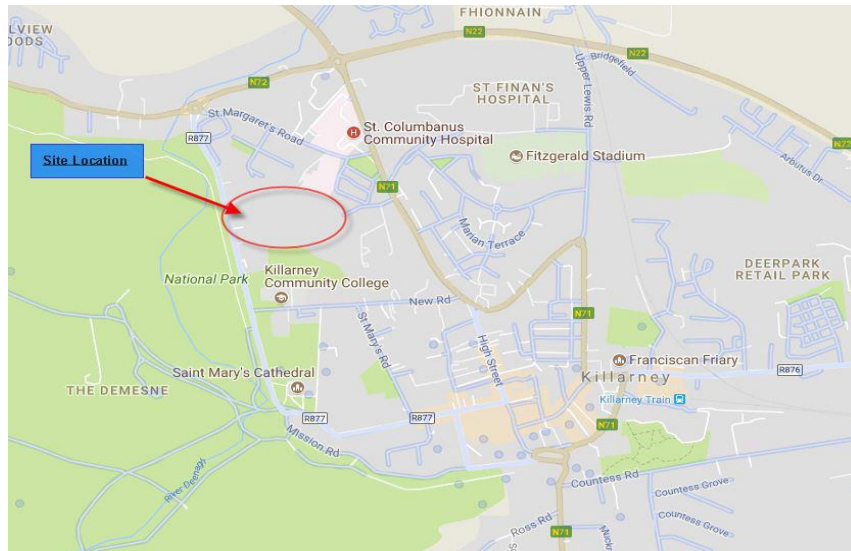 FHIONNAIN
LVIEW
OODS
N22
N22
Bridgefield
N72
Upper Lewis Rd
ST FINAN'S
HOSPITAL
St Margaret's Road
R877
St. Columbanus
Community Hospital
N22
Site Location
Fitzgerald Stadium
Arbutus Dr
N71
Marian Terrace
DEERPARK
RETAIL PARK
National Park
Killarney
Community College
New Rd
N71
St Mary's Rd
High Street
Franciscan Friary
Saint Mary's Cathedral
R876
Killarney
THE DEMESNE
Killarney Train
R877
R877
N71
Mission Rd
River Deenagh
Countess Rd
Countess Grove
Countess Grove
Ross Rd
N71
Muckr